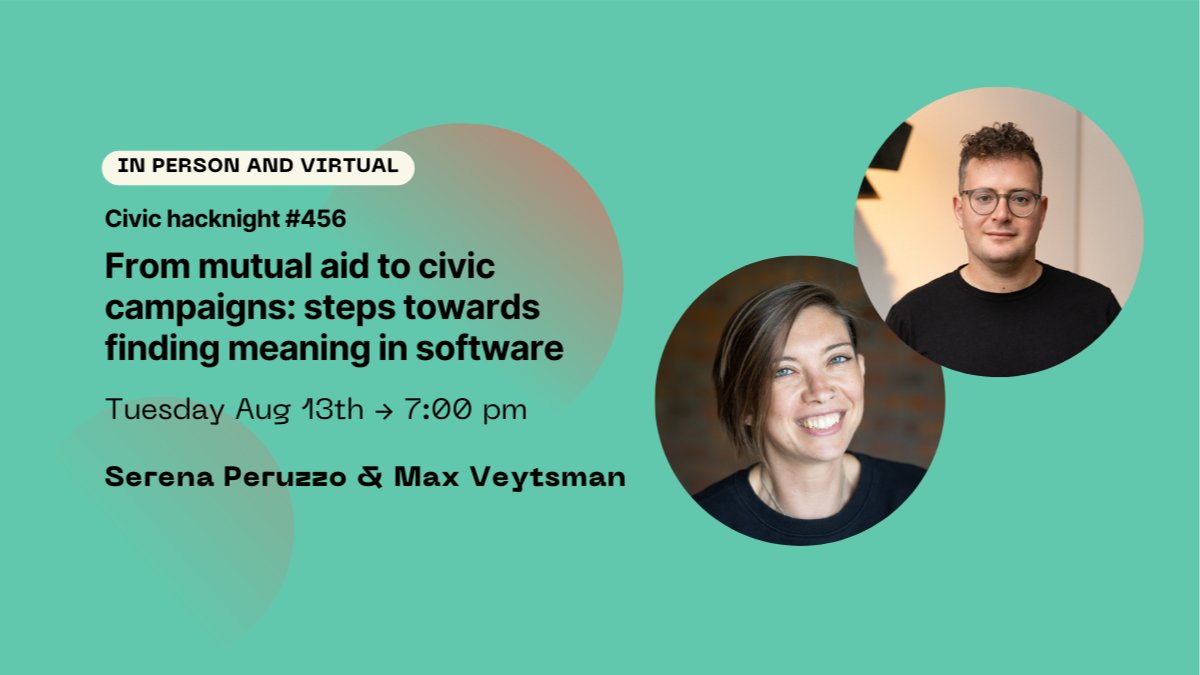 IN PERSON AND VIRTUAL
Civic hacknight #456
From mutual aid to civic
campaigns: steps towards
finding meaning in software
Tuesday Aug 13th → 7:00 pm
Serena Peruzzo & Max Veytsman